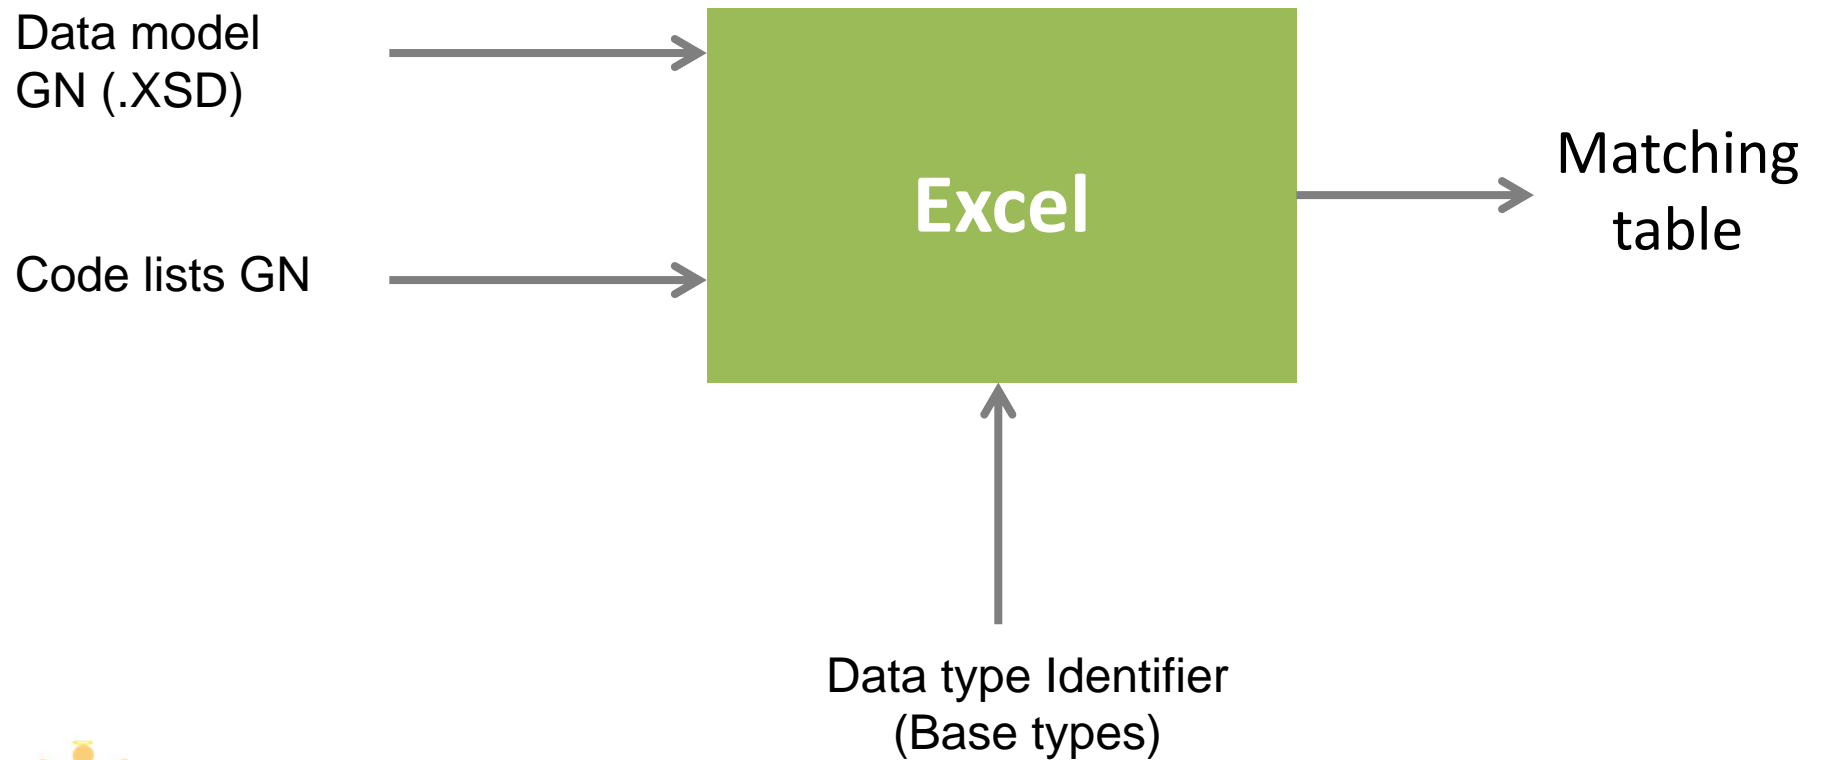 Data model
GN (.XSD)
Code lists GN
Excel
Matching
table
Data type Identifier
(Base types)